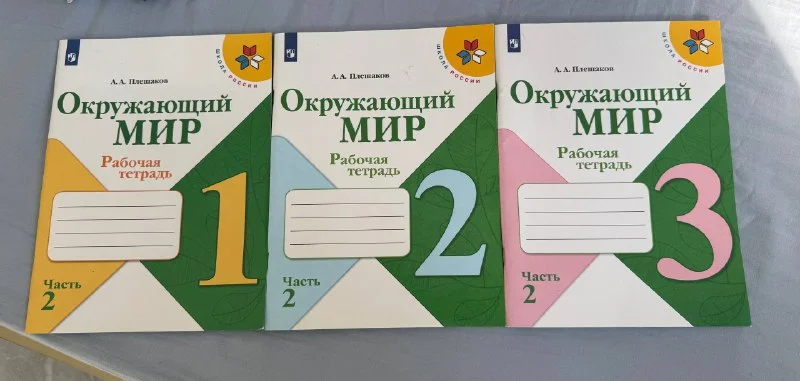 ШКОЛА РОССИИ
А. А. Плешаков
Окружающий
МИР
Рабочая
тетрадь
1
Часть
2
ШКОЛА РОССИИ
А. А. Плешаков
Окружающий
МИР
Рабочая
тетрадь
2
Часть
2
ШКОЛА РОССИИ
А. А. Плешаков
Окружающий
МИР
Рабочая
тетрадь
3
Часть
2